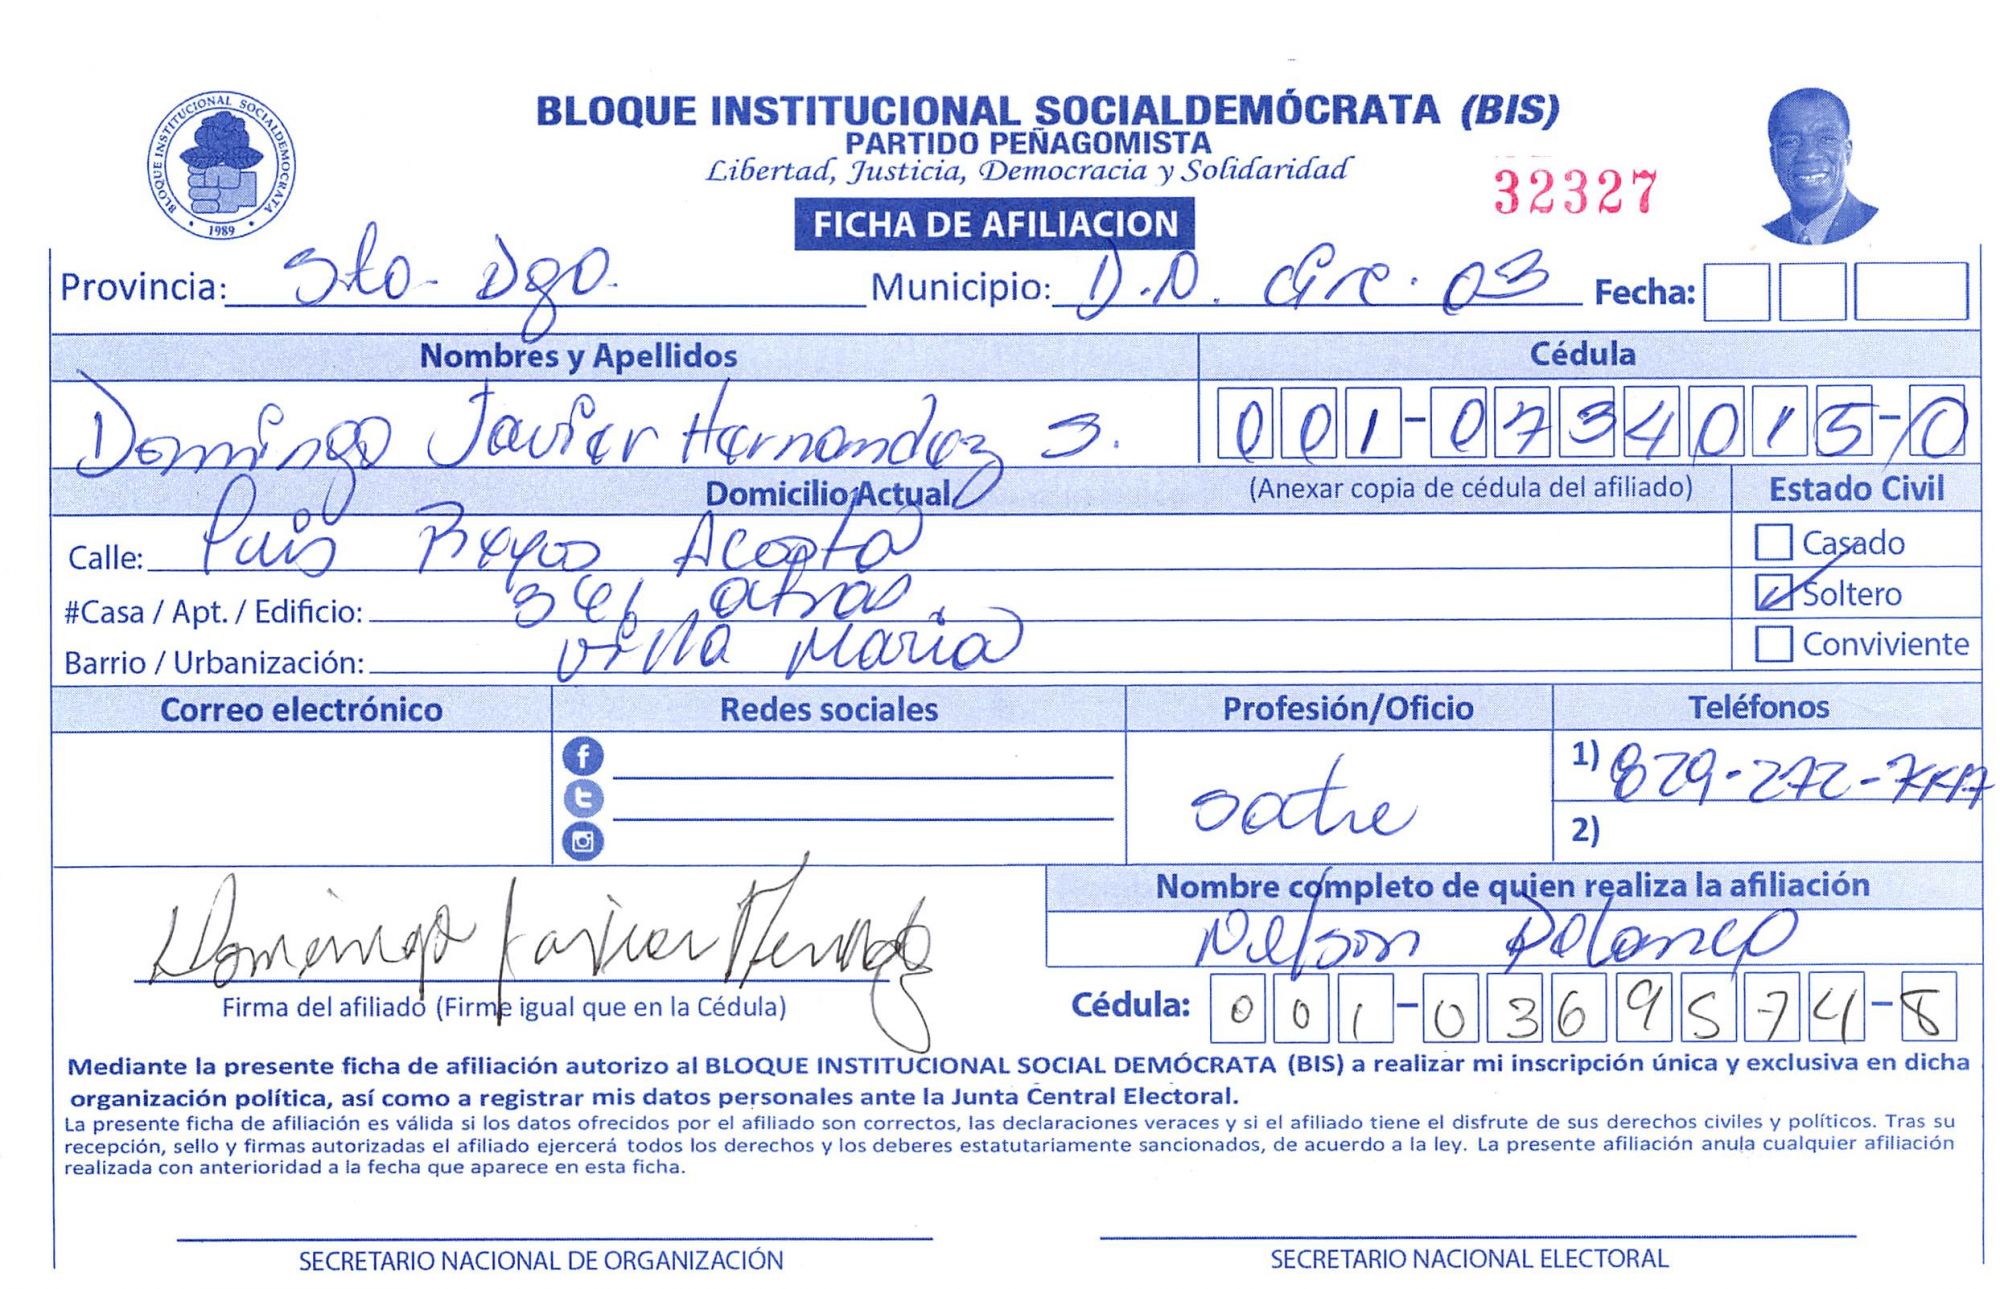 BLOQUE INSTITUCIONAL SOCIALDEMÓCRATA (BIS)
PARTIDO PEÑAGOMISTA
Libertad, Justicia, Democracia y Solidaridad
32327
BLOQUE INSTITUCIONAL SOCIALDEMOCRATA
1989
FICHA DE AFILIACION
Provincia: Sto. Dgo. Municipio: D.N. Circ. 03 Fecha:
Nombres y Apellidos Cédula
Domingo Javier Hernandez S. 001-0734015-0
Domicilio Actual (Anexar copia de cédula del afiliado) Estado Civil
Calle: Luis Reyes Acosta Casado
#Casa / Apt. / Edificio: atras. Soltero
Barrio / Urbanización: Villa Maria Conviviente
Correo electrónico Redes sociales Profesión/Oficio Teléfonos
satre 1) 829-272-
2)
Nombre completo de quien realiza la afiliación
Domingo Javier Nelson Polanco
Firma del afiliado (Firme igual que en la Cédula) Cédula: 001-0369574-8
Mediante la presente ficha de afiliación autorizo al BLOQUE INSTITUCIONAL SOCIAL DEMÓCRATA (BIS) a realizar mi inscripción única y exclusiva en dicha
organización política, así como a registrar mis datos personales ante la Junta Central Electoral.
La presente ficha de afiliación es válida si los datos ofrecidos por el afiliado son correctos, las declaraciones veraces y si el afiliado tiene el disfrute de sus derechos civiles y políticos. Tras su
recepción, sello y firmas autorizadas el afiliado ejercerá todos los derechos y los deberes estatutariamente sancionados, de acuerdo a la ley. La presente afiliación anula cualquier afiliación
realizada con anterioridad a la fecha que aparece en esta ficha.
SECRETARIO NACIONAL DE ORGANIZACIÓN SECRETARIO NACIONAL ELECTORAL